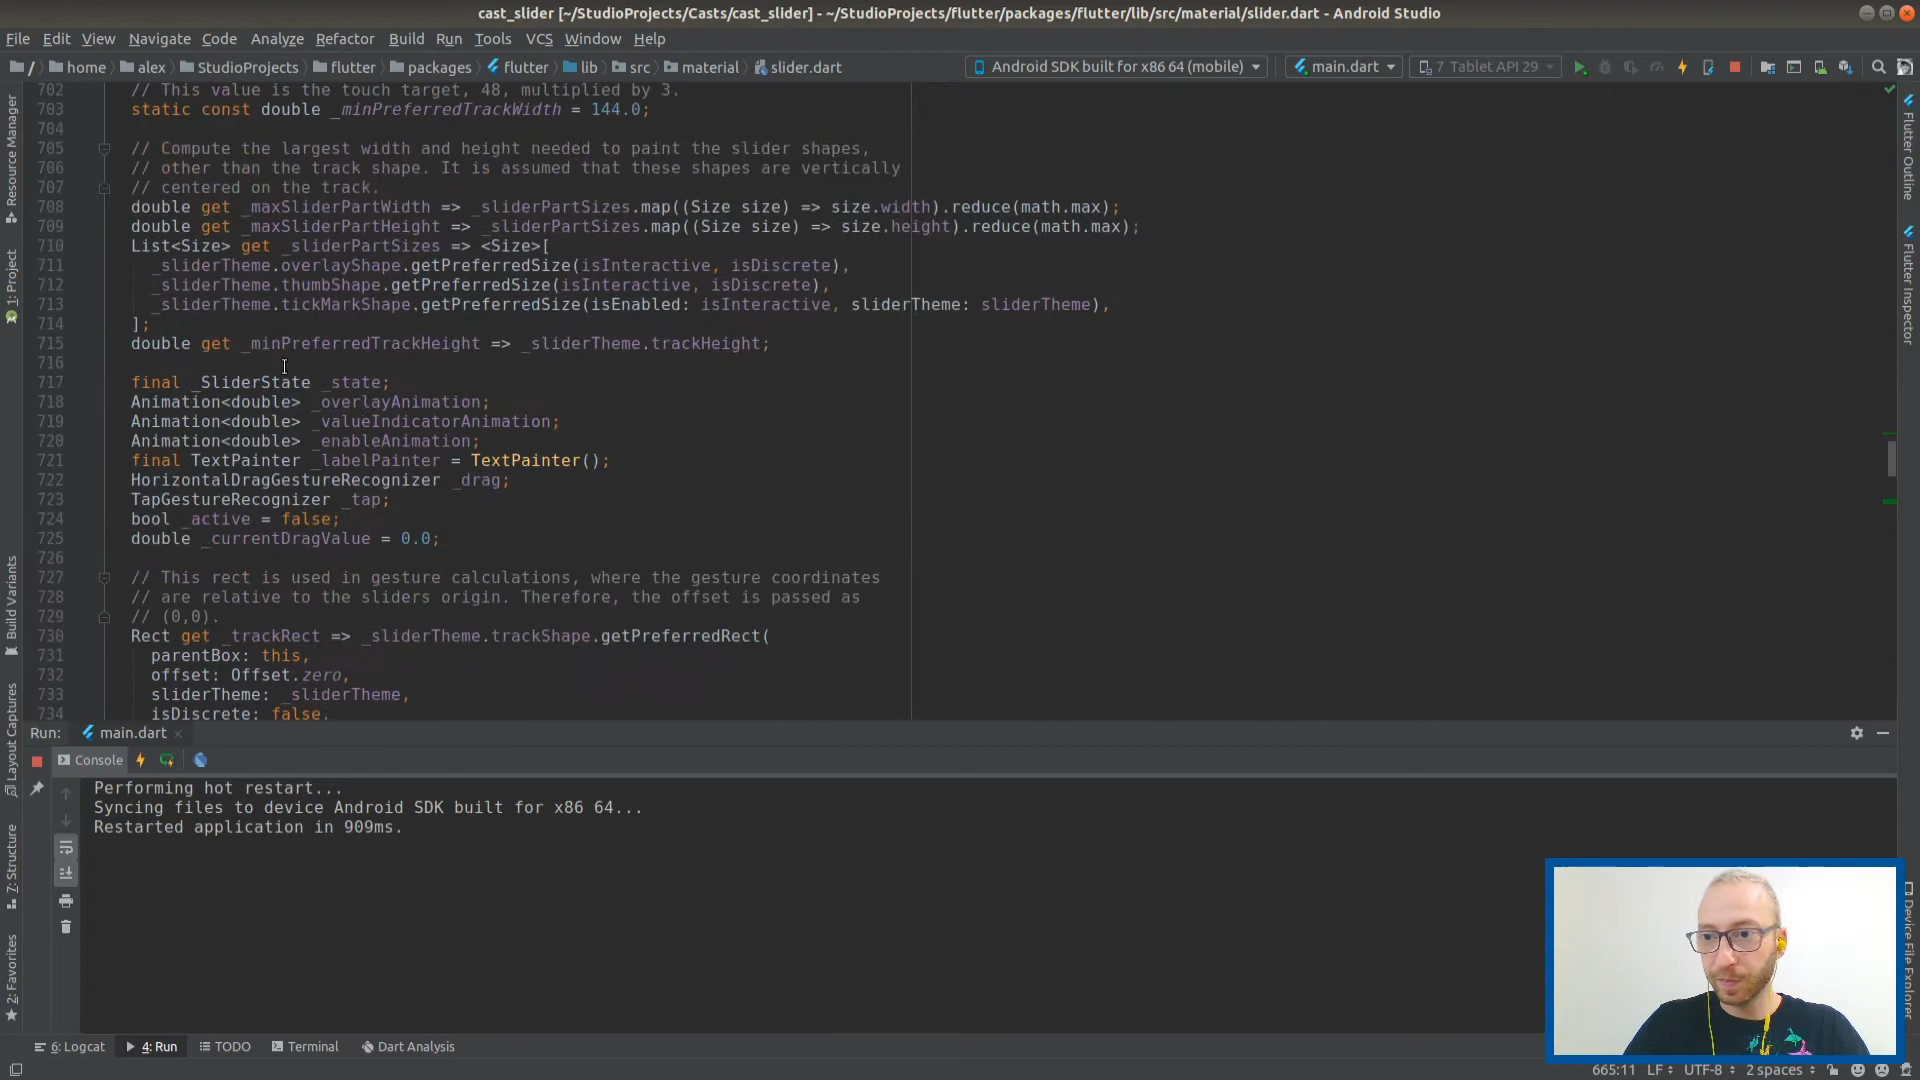 cast_slider [~/StudioProjects/Casts/cast_slider] - ~/StudioProjects/flutter/packages/flutter/lib/src/material/slider.dart - Android Studio
File Edit View Navigate Code Analyze Refactor Build Run Tools VCS Window Help
/ home alex StudioProjects flutter packages flutter lib src material slider.dart Android SDK built for x86 64 (mobile) main.dart 7 Tablet API 29
702 // This value is the touch target, 48, multiplied by 3.
703 static const double _minPreferredTrackWidth = 144.0;
704
705 // Compute the largest width and height needed to paint the slider shapes,
706 // other than the track shape. It is assumed that these shapes are vertically
707 // centered on the track.
708 double get _maxSliderPartWidth => _sliderPartSizes.map((Size size) => size.width).reduce(math.max);
709 double get _maxSliderPartHeight => _sliderPartSizes.map((Size size) => size.height).reduce(math.max);
710 List<Size> get _sliderPartSizes => <Size>[
711 _sliderTheme.overlayShape.getPreferredSize(isInteractive, isDiscrete),
712 _sliderTheme.thumbShape.getPreferredSize(isInteractive, isDiscrete),
713 _sliderTheme.tickMarkShape.getPreferredSize(isEnabled: isInteractive, sliderTheme: sliderTheme),
714 ];
715 double get _minPreferredTrackHeight => _sliderTheme.trackHeight;
716
717 final _SliderState _state;
718 Animation<double> _overlayAnimation;
719 Animation<double> _valueIndicatorAnimation;
720 Animation<double> _enableAnimation;
721 final TextPainter _labelPainter = TextPainter();
722 HorizontalDragGestureRecognizer _drag;
723 TapGestureRecognizer _tap;
724 bool _active = false;
725 double _currentDragValue = 0.0;
726
727 // This rect is used in gesture calculations, where the gesture coordinates
728 // are relative to the sliders origin. Therefore, the offset is passed as
729 // (0,0).
730 Rect get _trackRect => _sliderTheme.trackShape.getPreferredRect(
731 parentBox: this,
732 offset: Offset.zero,
733 sliderTheme: _sliderTheme,
734 isDiscrete: false,
Resource Manager
1: Project
Build Variants
Layout Captures
7: Structure
2: Favorites
Flutter Outline
Flutter Inspector
Device File Explorer
Run: main.dart
Console
Performing hot restart...
Syncing files to device Android SDK built for x86 64...
Restarted application in 909ms.
6: Logcat 4: Run TODO Terminal Dart Analysis
665:11 LF UTF-8 2 spaces